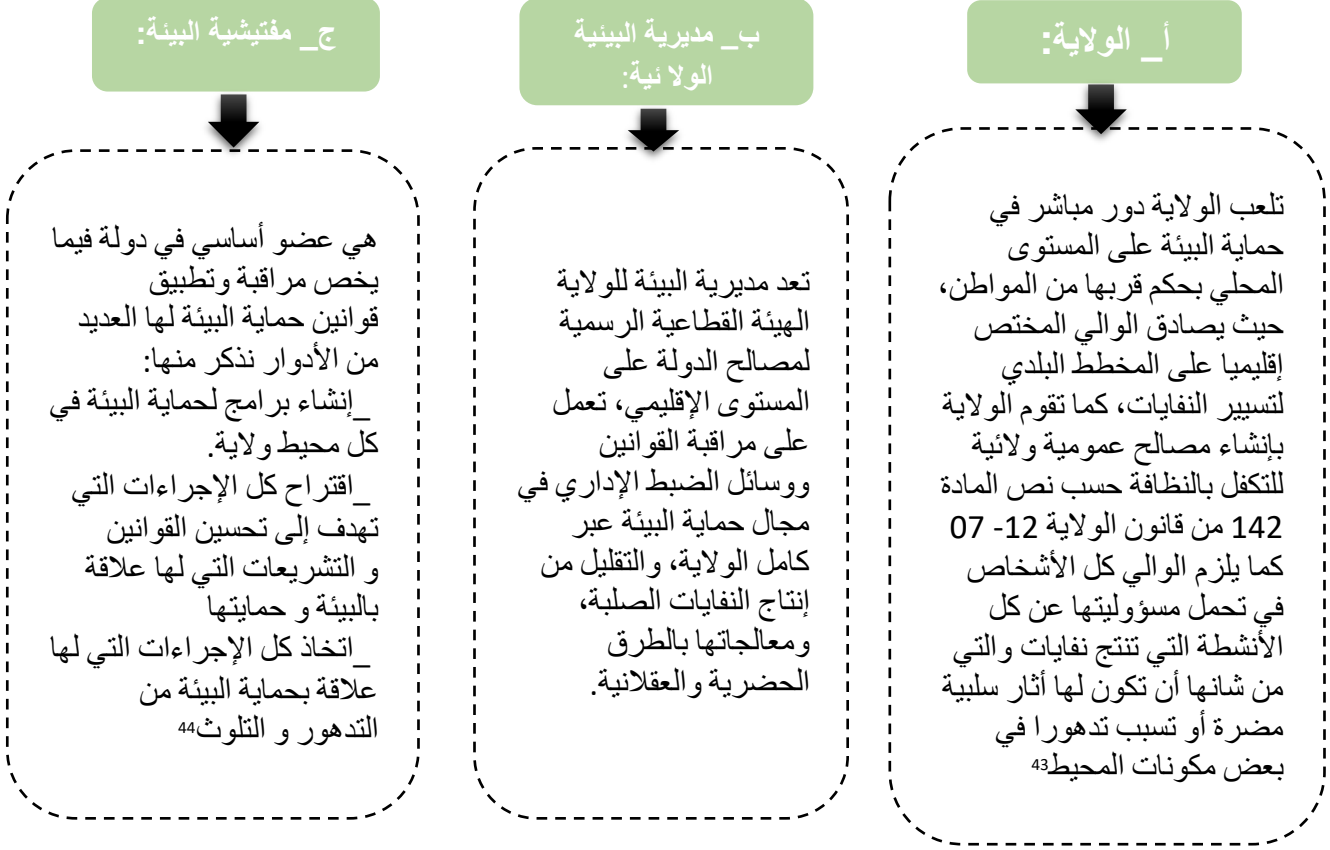 أ_ الولاية:
تلعب الولاية دور مباشر في
حماية البيئة على المستوى
المحلي بحكم قربها من المواطن،
حيث يصادق الوالي المختص
إقليميا على المخطط البلدي
لتسيير النفايات، كما تقوم الولاية
بإنشاء مصالح عمومية ولائية
للتكفل بالنظافة حسب نص المادة
142 من قانون الولاية 12- 07
كما يلزم الوالي كل الأشخاص
في تحمل مسؤوليتها عن كل
الأنشطة التي تنتج نفايات والتي
من شانها أن تكون لها أثار سلبية
مضرة أو تسبب تدهورا في
بعض مكونات المحيط43
ب_ مديرية البيئية
الولا ئية:
تعد مديرية البيئة للولاية
الهيئة القطاعية الرسمية
لمصالح الدولة على
المستوى الإقليمي، تعمل
على مراقبة القوانين
ووسائل الضبط الإداري في
مجال حماية البيئة عبر
كامل الولاية، والتقليل من
إنتاج النفايات الصلبة،
ومعالجاتها بالطرق
الحضرية والعقلانية.
ج_ مفتيشية البيئة:
هي عضو أساسي في دولة فيما
يخص مراقبة وتطبيق
قوانين حماية البيئة لها العديد
من الأدوار نذكر منها:
_إنشاء برامج لحماية البيئة في
كل محيط ولاية.
_اقتراح كل الإجراءات التي
تهدف إلى تحسين القوانين
و التشريعات التي لها علاقة
بالبيئة و حمايتها
_اتخاذ كل الإجراءات التي لها
علاقة بحماية البيئة من
التدهور و التلوث44